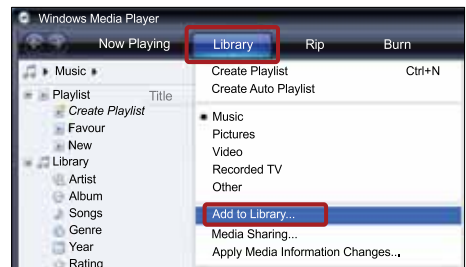 Windows Media Player
Now Playing Library Rip Burn
Music
Playlist Title
Create Playlist
Favour
New
Library
Artist
Album
Songs
Genre
Year
Rating
Create Playlist Ctrl+N
Create Auto Playlist
Music
Pictures
Video
Recorded TV
Other
Add to Library...
Media Sharing...
Apply Media Information Changes...